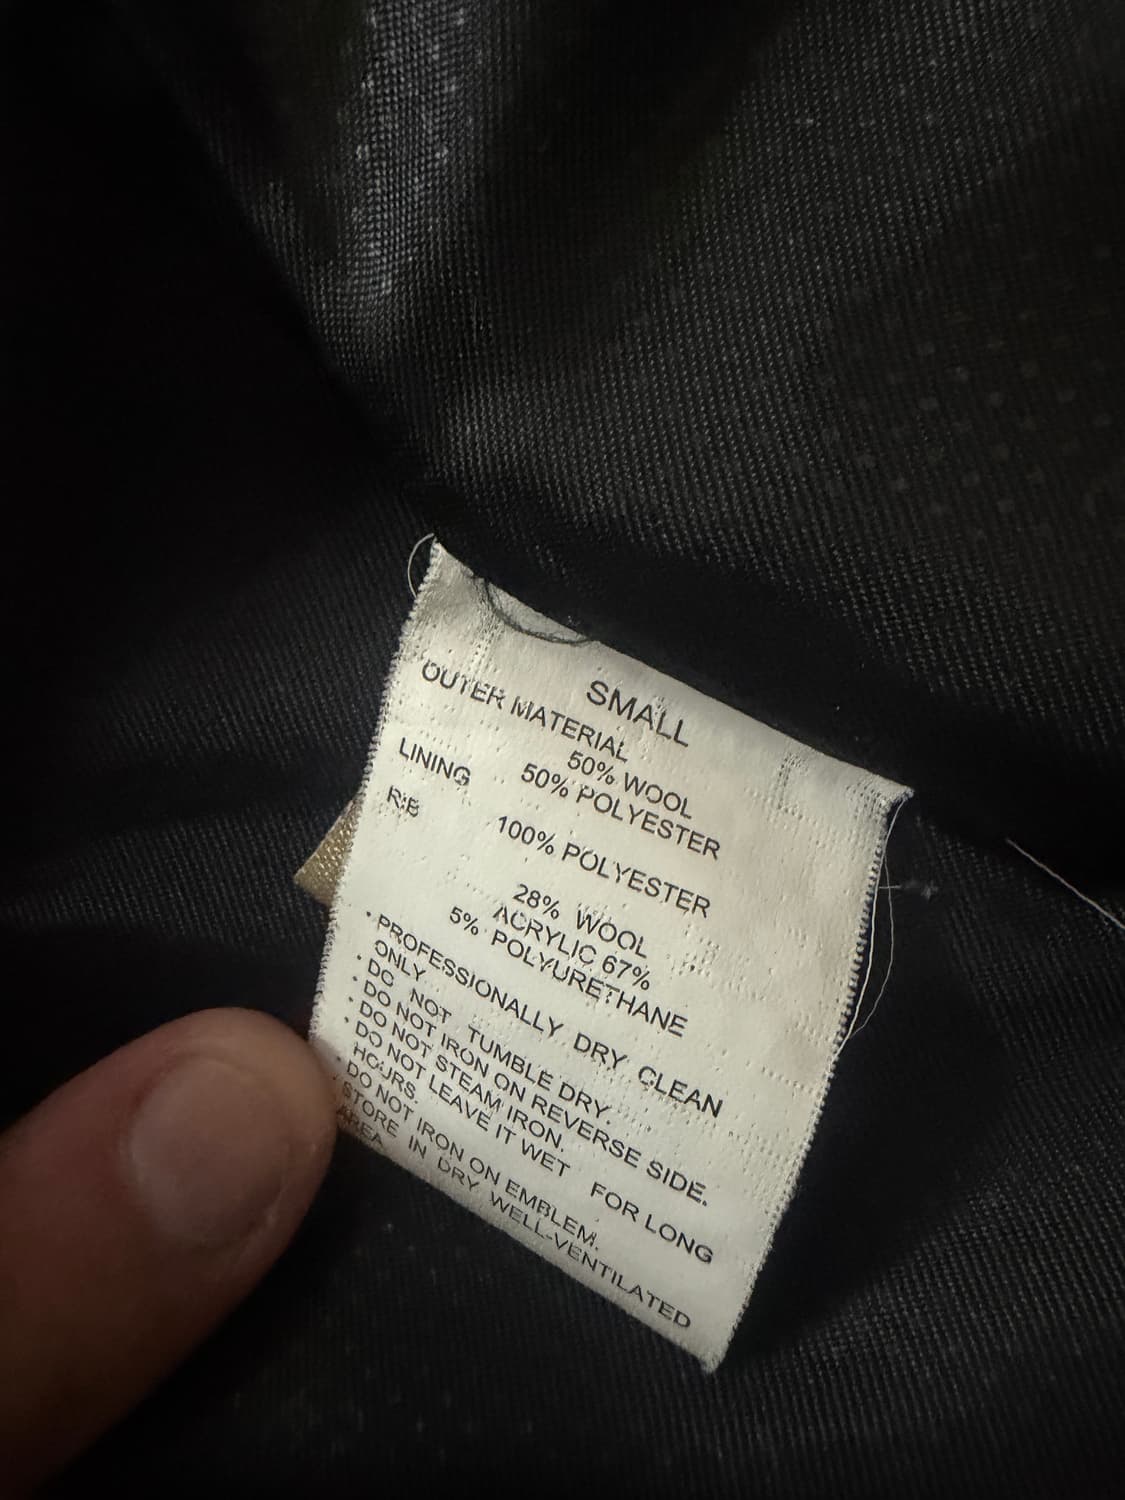 SMALL
OUTER MATERIAL
50% WOOL
50% POLYESTER
LINING
100% POLYESTER
RIB
28% WOOL
ACRYLIC 67%
5% POLYURETHANE
· PROFESSIONALLY DRY CLEAN
ONLY
· DO NOT TUMBLE DRY.
· DO NOT IRON ON REVERSE SIDE.
· DO NOT STEAM IRON.
· DO NOT LEAVE IT WET FOR LONG
HOURS.
· DO NOT IRON ON EMBLEM.
· STORE IN DRY WELL-VENTILATED
AREA